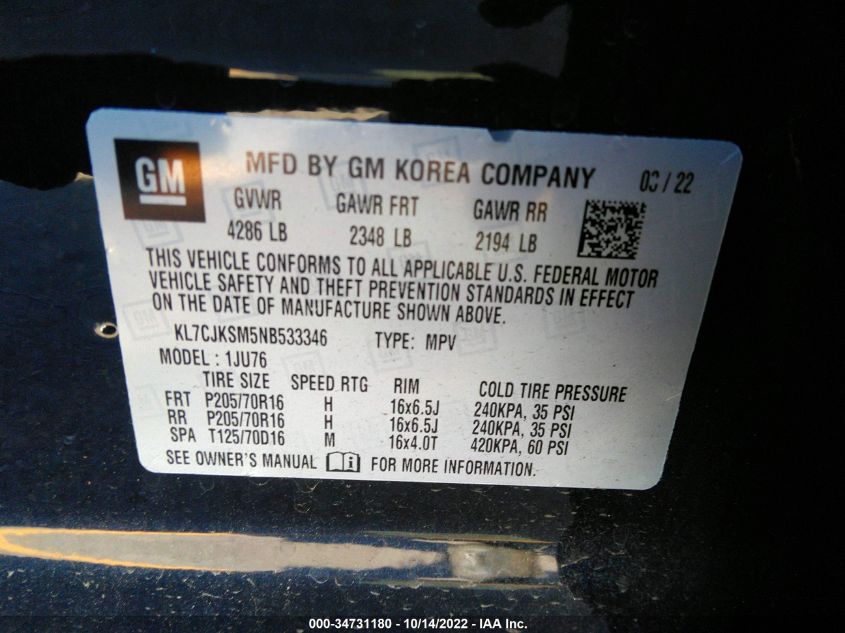 GM MFD BY GM KOREA COMPANY 03/22
GVWR GAWR FRT GAWR RR
4286 LB 2348 LB 2194 LB
THIS VEHICLE CONFORMS TO ALL APPLICABLE U.S. FEDERAL MOTOR
VEHICLE SAFETY AND THEFT PREVENTION STANDARDS IN EFFECT
ON THE DATE OF MANUFACTURE SHOWN ABOVE.
KL7CJKSM5NB533346 TYPE: MPV
MODEL: 1JU76
TIRE SIZE SPEED RTG RIM COLD TIRE PRESSURE
FRT P205/70R16 H 16x6.5J 240KPA, 35 PSI
RR P205/70R16 H 16x6.5J 240KPA, 35 PSI
SPA T125/70D16 M 16x4.0T 420KPA, 60 PSI
SEE OWNER'S MANUAL FOR MORE INFORMATION.
000-34731180 - 10/14/2022 - IAA, Inc.